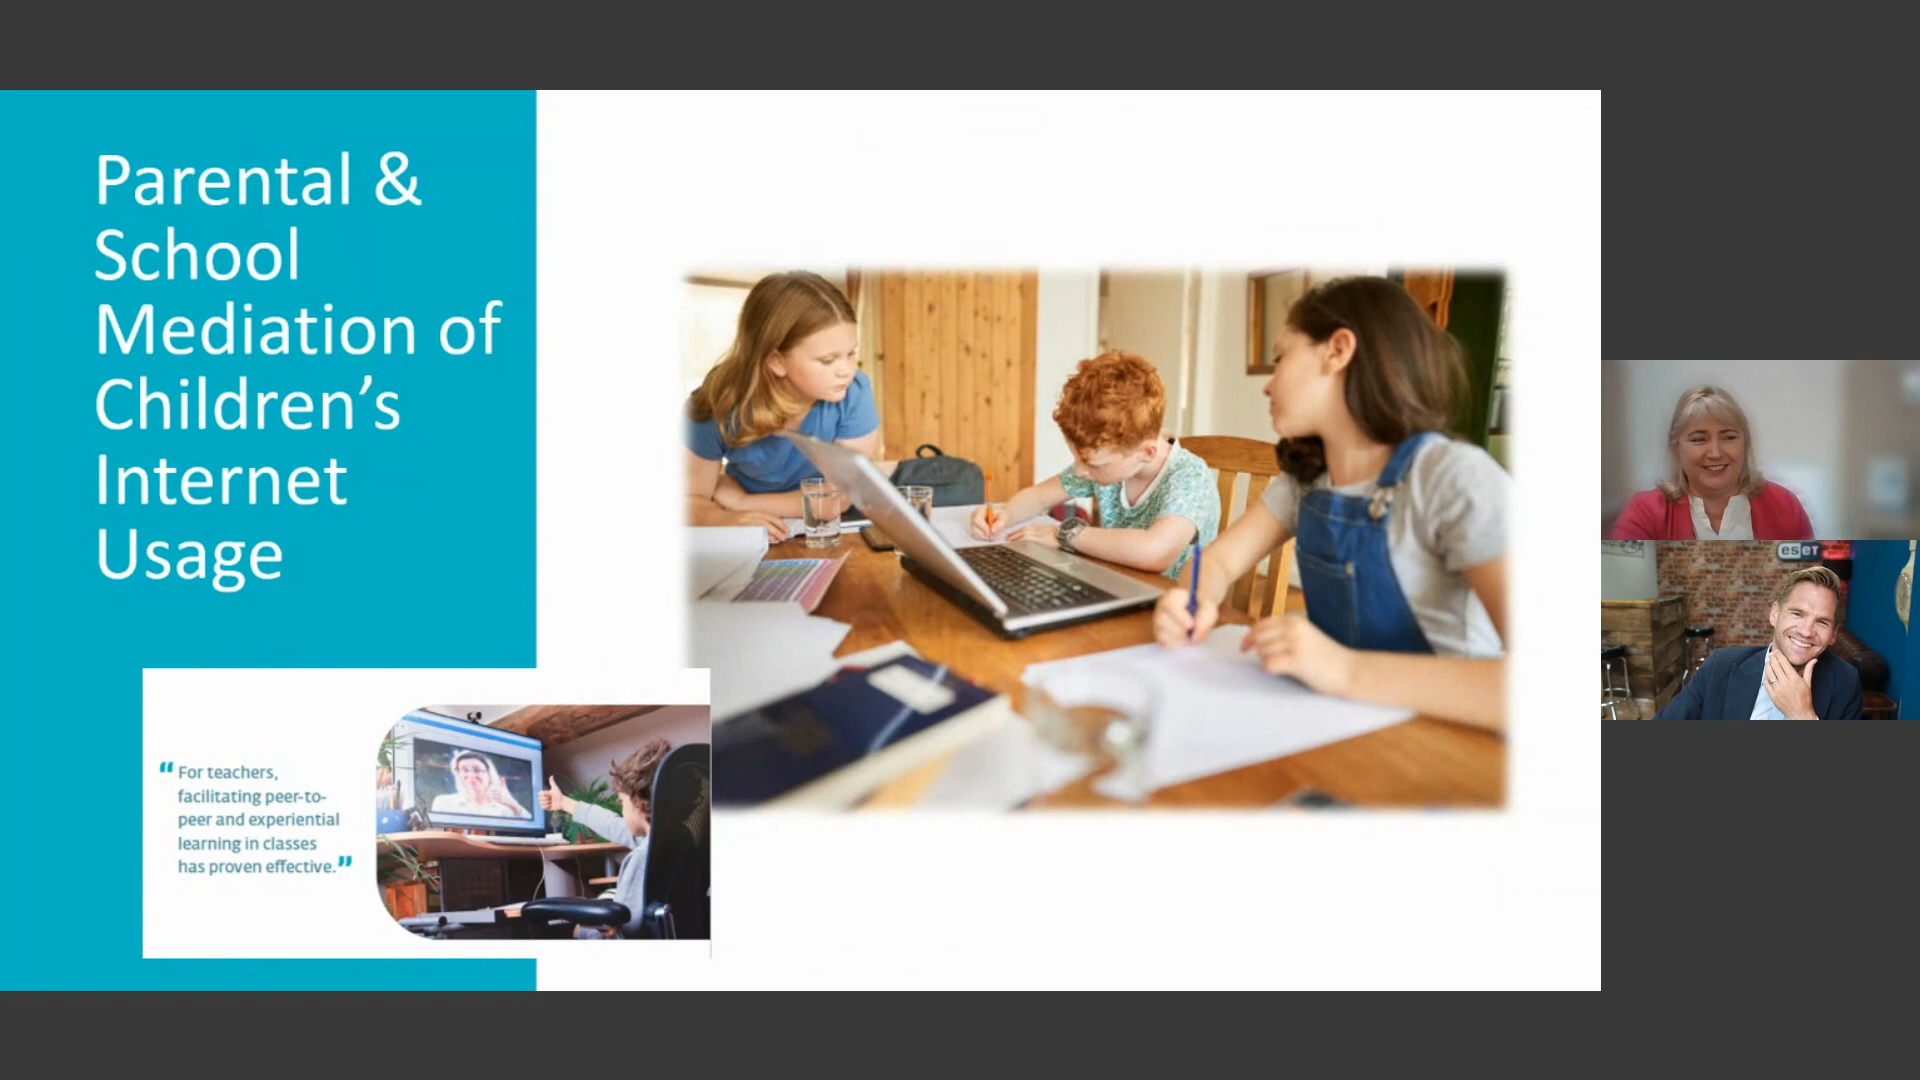 Parental &
School
Mediation of
Children’s
Internet
Usage
“ For teachers,
facilitating peer-to-
peer and experiential
learning in classes
has proven effective.”
eset